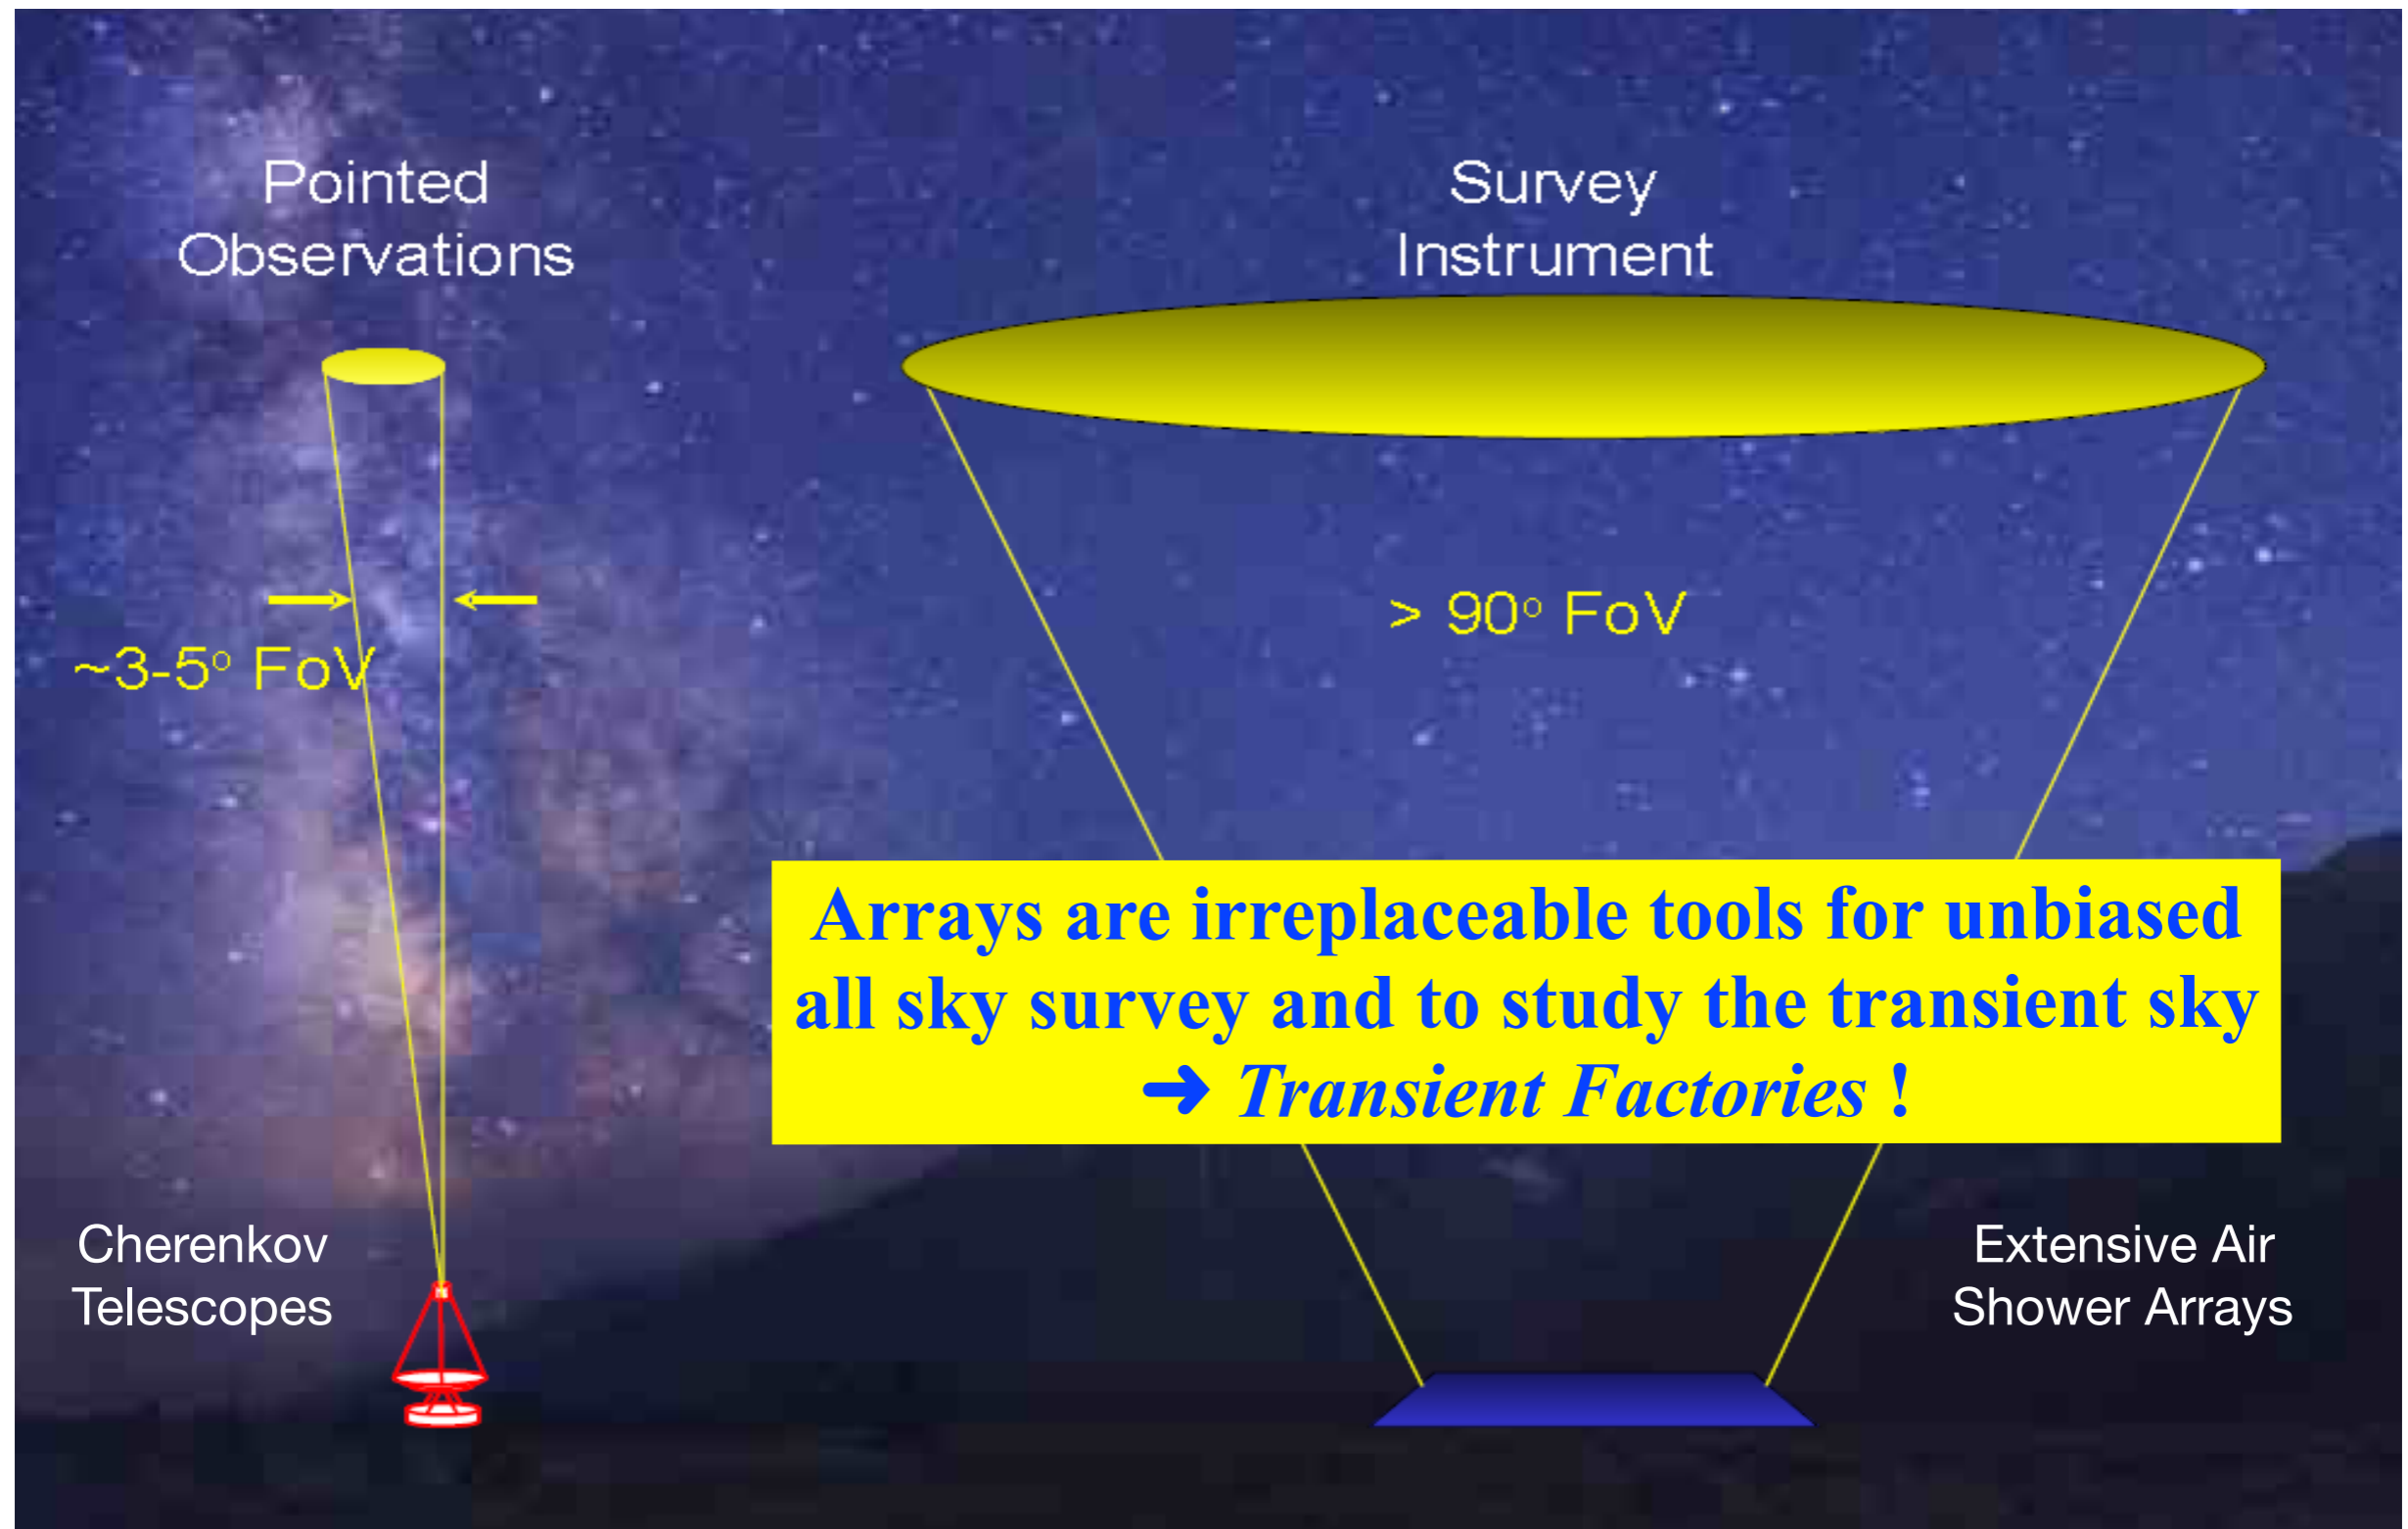 Pointed
Observations
Survey
Instrument
~3-5° FoV
> 90° FoV
Arrays are irreplaceable tools for unbiased
all sky survey and to study the transient sky
➜ Transient Factories !
Cherenkov
Telescopes
Extensive Air
Shower Arrays